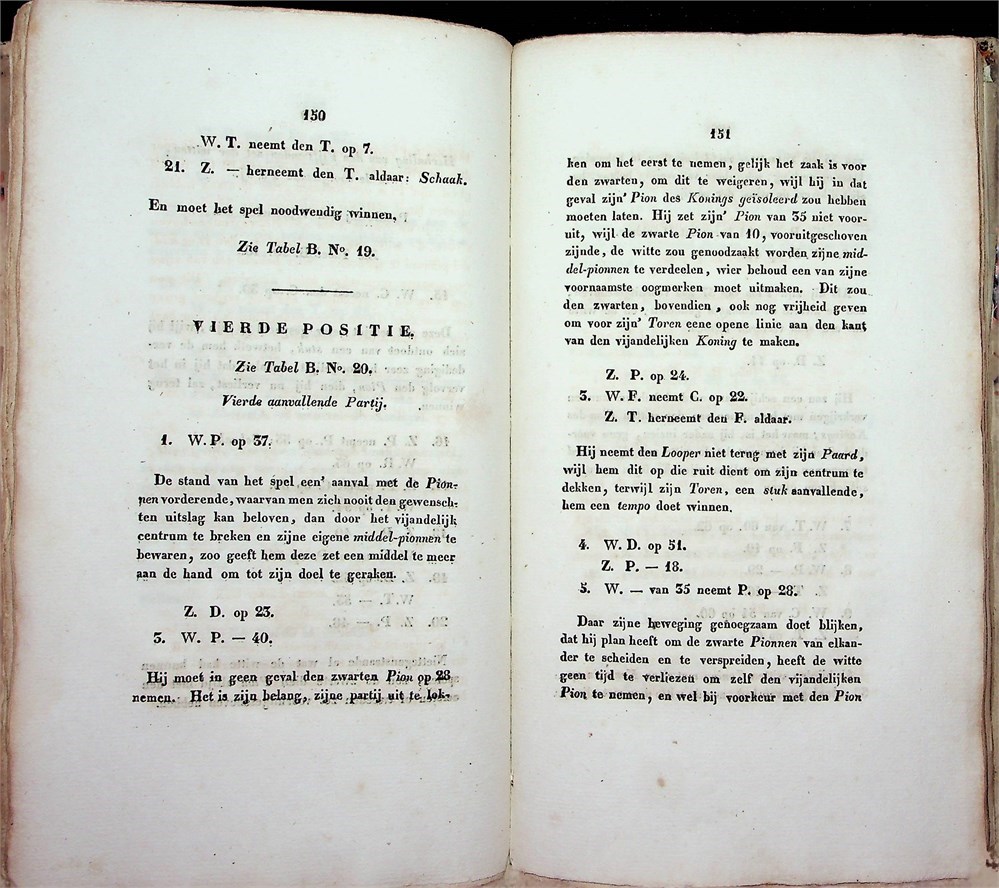 150
W. T. neemt den T. op 7.
21. Z. — herneemt den T. aldaar: Schaak.
En moet het spel noodwendig winnen.
Zie Tabel B. No. 19.
VIERDE POSITIE.
Zie Tabel B. No. 20.
Vierde aanvallende Partij.
1. W. P. op 37.
De stand van het spel een' aanval met de Pion-
nen vorderende, waarvan men zich nooit den gewensch-
ten uitslag kan beloven, dan door het vijandelijk
centrum te breken en zijne eigene middel-pionnen te
bewaren, zoo geeft hem deze zet een middel te meer
aan de hand om tot zijn doel te geraken.
Z. D. op 23.
3. W. P. — 40.
Hij moet in geen geval den zwarten Pion op 28
nemen. Het is zijn belang, zijne partij uit te lok-
151
ken om het eerst te nemen, gelijk het zaak is voor
den zwarten, om dit te weigeren, wijl hij in dat
geval zijn' Pion des Konings geïsoleerd zou hebben
moeten laten. Hij zet zijn' Pion van 35 niet voor-
uit, wijl de zwarte Pion van 10, vooruitgeschoven
zijnde, de witte zou genoodzaakt worden zijne mid-
del-pionnen te verdeelen, wier behoud een van zijne
voornaamste oogmerken moet uitmaken. Dit zou
den zwarten, bovendien, ook nog vrijheid geven
om voor zijn' Toren eene opene linie aan den kant
van den vijandelijken Koning te maken.
Z. P. op 24.
3. W. F. neemt C. op 22.
Z. T. herneemt den F. aldaar.
Hij neemt den Looper niet terug met zijn Paard,
wijl hem dit op die ruit dient om zijn centrum te
dekken, terwijl zijn Toren, een stuk aanvallende,
hem een tempo doet winnen.
4. W. D. op 51.
Z. P. — 18.
5. W. — van 35 neemt P. op 28.
Daar zijne beweging genoegzaam doet blijken,
dat hij plan heeft om de zwarte Pionnen van elkan-
der te scheiden en te verspreiden, heeft de witte
geen tijd te verliezen om zelf den vijandelijken
Pion te nemen, en wel bij voorkeur met den Pion